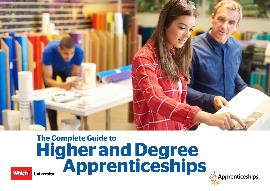 The Complete Guide to
Higher and Degree
Apprenticeships
Which? University
Apprenticeships